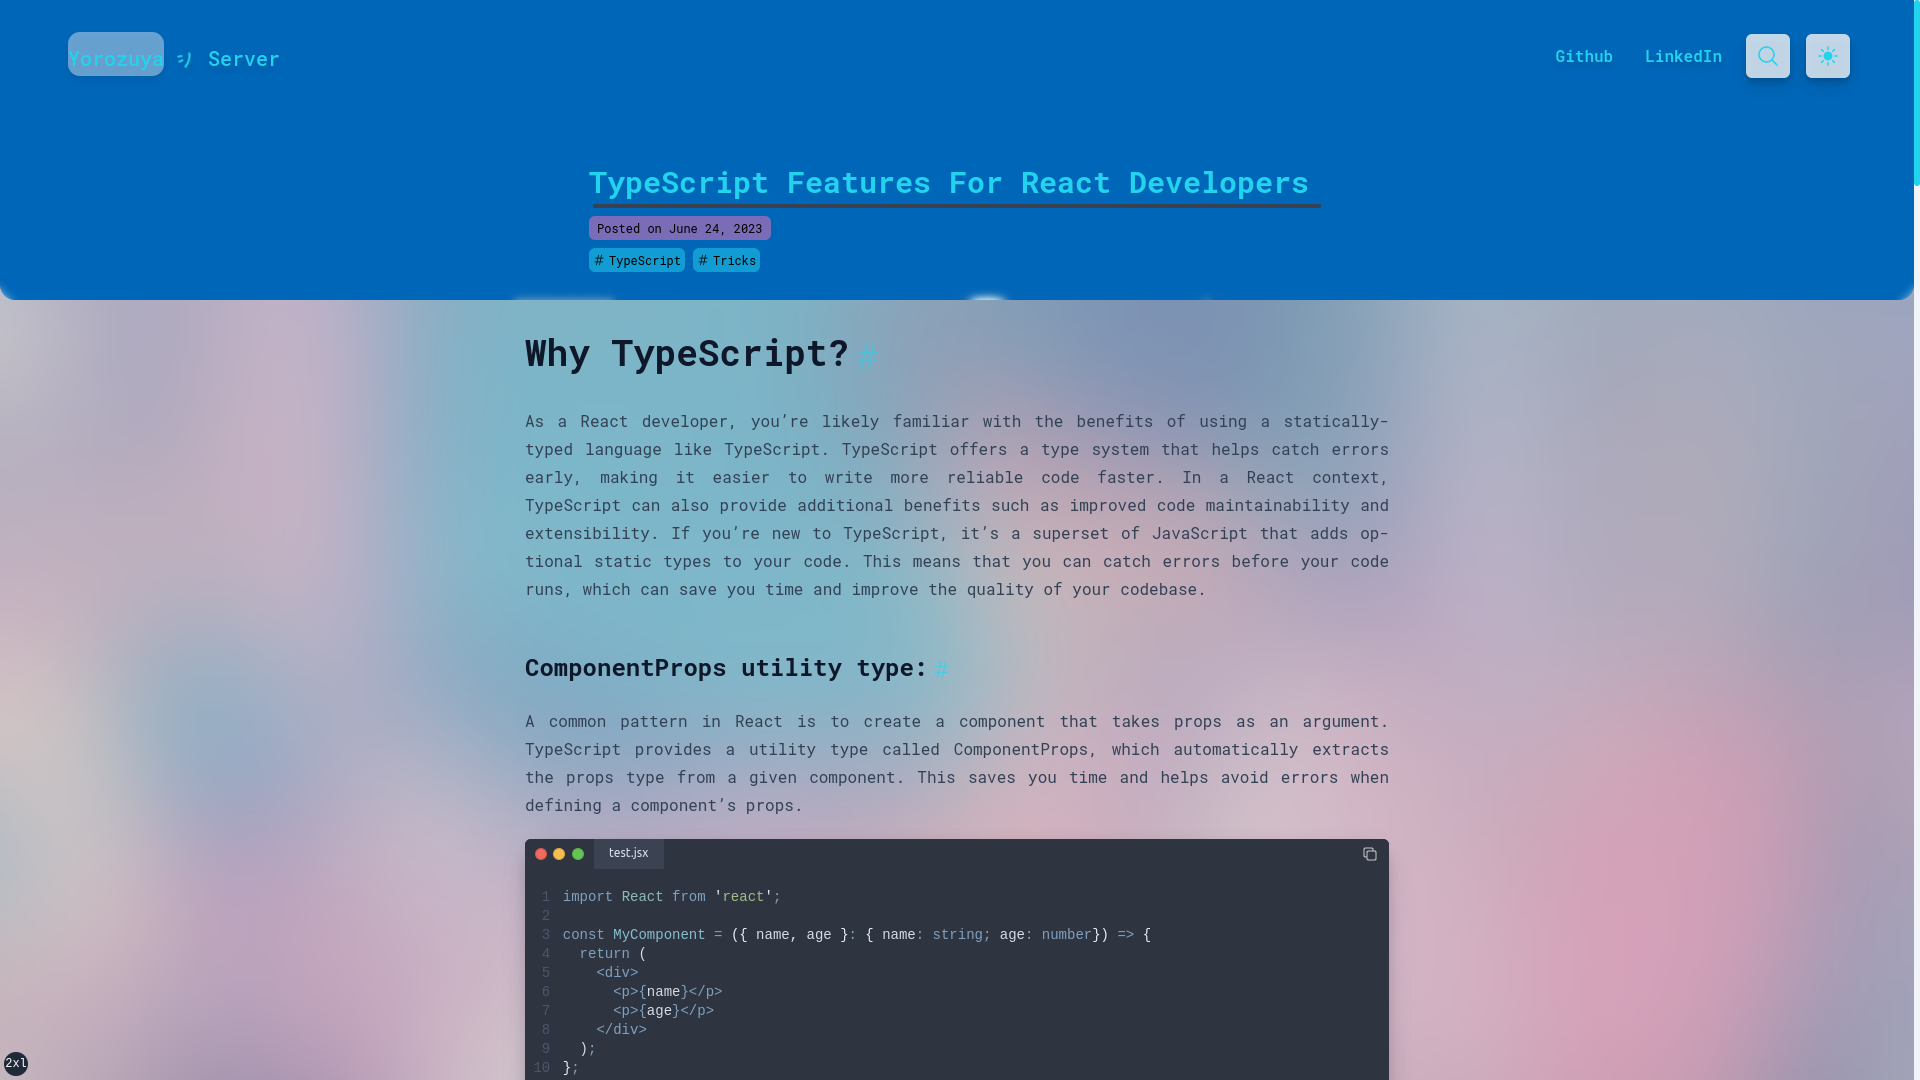 Yorozuya ツ Server
Github LinkedIn
TypeScript Features For React Developers
Posted on June 24, 2023
# TypeScript # Tricks
Why TypeScript? #
As a React developer, you’re likely familiar with the benefits of using a statically-
typed language like TypeScript. TypeScript offers a type system that helps catch errors
early, making it easier to write more reliable code faster. In a React context,
TypeScript can also provide additional benefits such as improved code maintainability and
extensibility. If you’re new to TypeScript, it’s a superset of JavaScript that adds op-
tional static types to your code. This means that you can catch errors before your code
runs, which can save you time and improve the quality of your codebase.
ComponentProps utility type: #
A common pattern in React is to create a component that takes props as an argument.
TypeScript provides a utility type called ComponentProps, which automatically extracts
the props type from a given component. This saves you time and helps avoid errors when
defining a component’s props.
test.jsx
1 import React from 'react';
2
3 const MyComponent = ({ name, age }: { name: string; age: number}) => {
4   return (
5     <div>
6       <p>{name}</p>
7       <p>{age}</p>
8     </div>
9   );
10 };
2xl